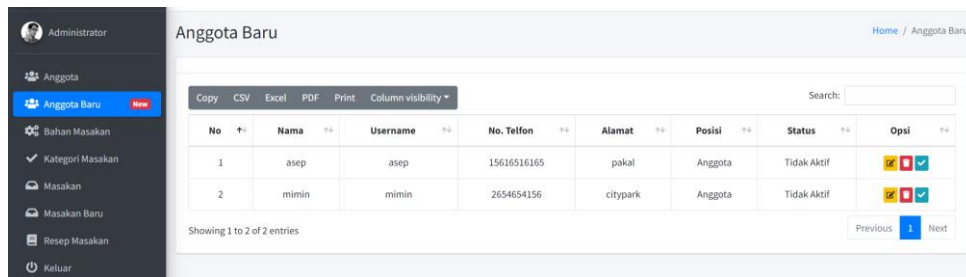 Administrator
Anggota
Anggota Baru New
Bahan Masakan
Kategori Masakan
Masakan
Masakan Baru
Resep Masakan
Keluar
Anggota Baru
Home / Anggota Baru
Copy CSV Excel PDF Print Column visibility
Search:
No Nama Username No. Telfon Alamat Posisi Status Opsi
1 asep asep 15616516165 pakal Anggota Tidak Aktif
2 mimin mimin 2654654156 citypark Anggota Tidak Aktif
Showing 1 to 2 of 2 entries
Previous 1 Next